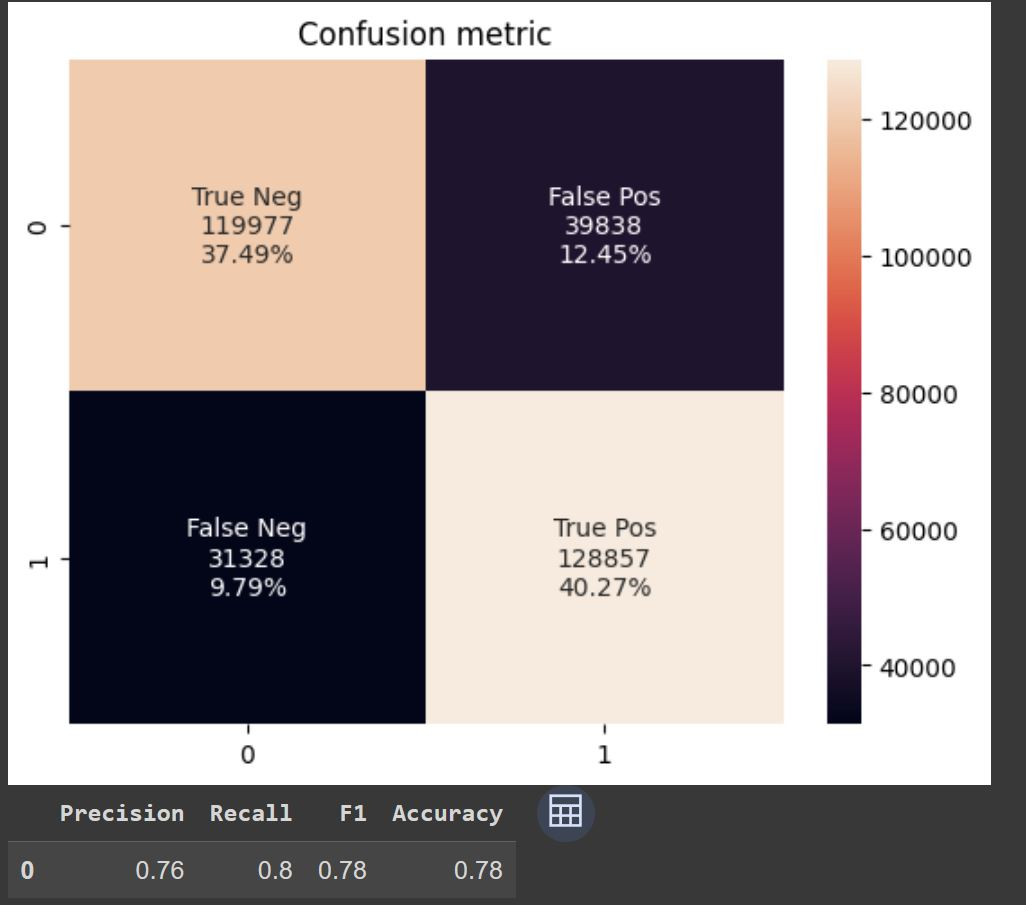 Confusion metric
True Neg
119977
37.49%
False Pos
39838
12.45%
False Neg
31328
9.79%
True Pos
128857
40.27%
0
1
0
1
120000
100000
80000
60000
40000
Precision Recall F1 Accuracy
0 0.76 0.8 0.78 0.78